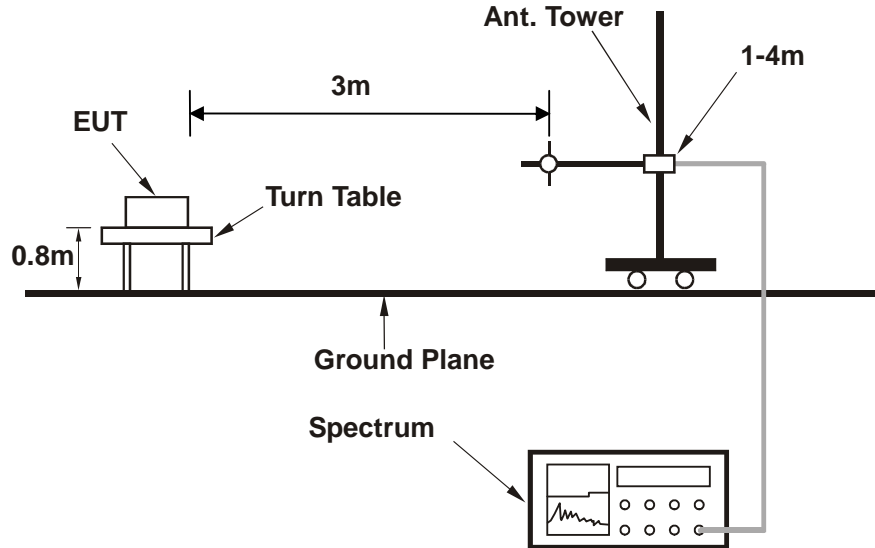 Ant. Tower
1-4m
3m
EUT
Turn Table
0.8m
Ground Plane
Spectrum